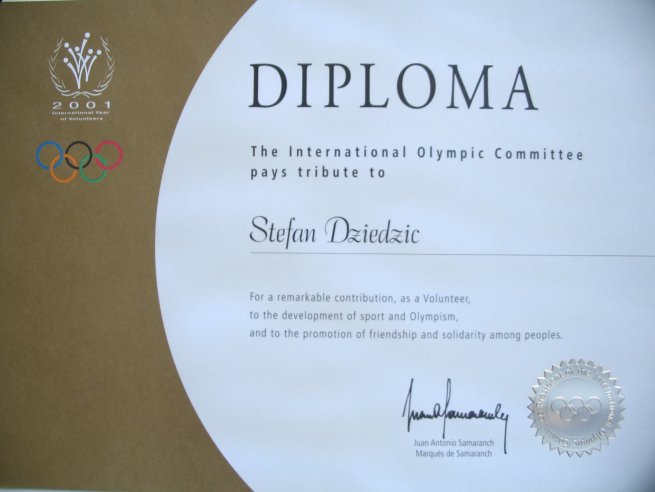 2001
International Year
of Volunteers
DIPLOMA
The International Olympic Committee
pays tribute to
Stefan Dziedzic
For a remarkable contribution, as a Volunteer,
to the development of sport and Olympism,
and to the promotion of friendship and solidarity among peoples.
Juan Antonio Samaranch
Marqués de Samaranch